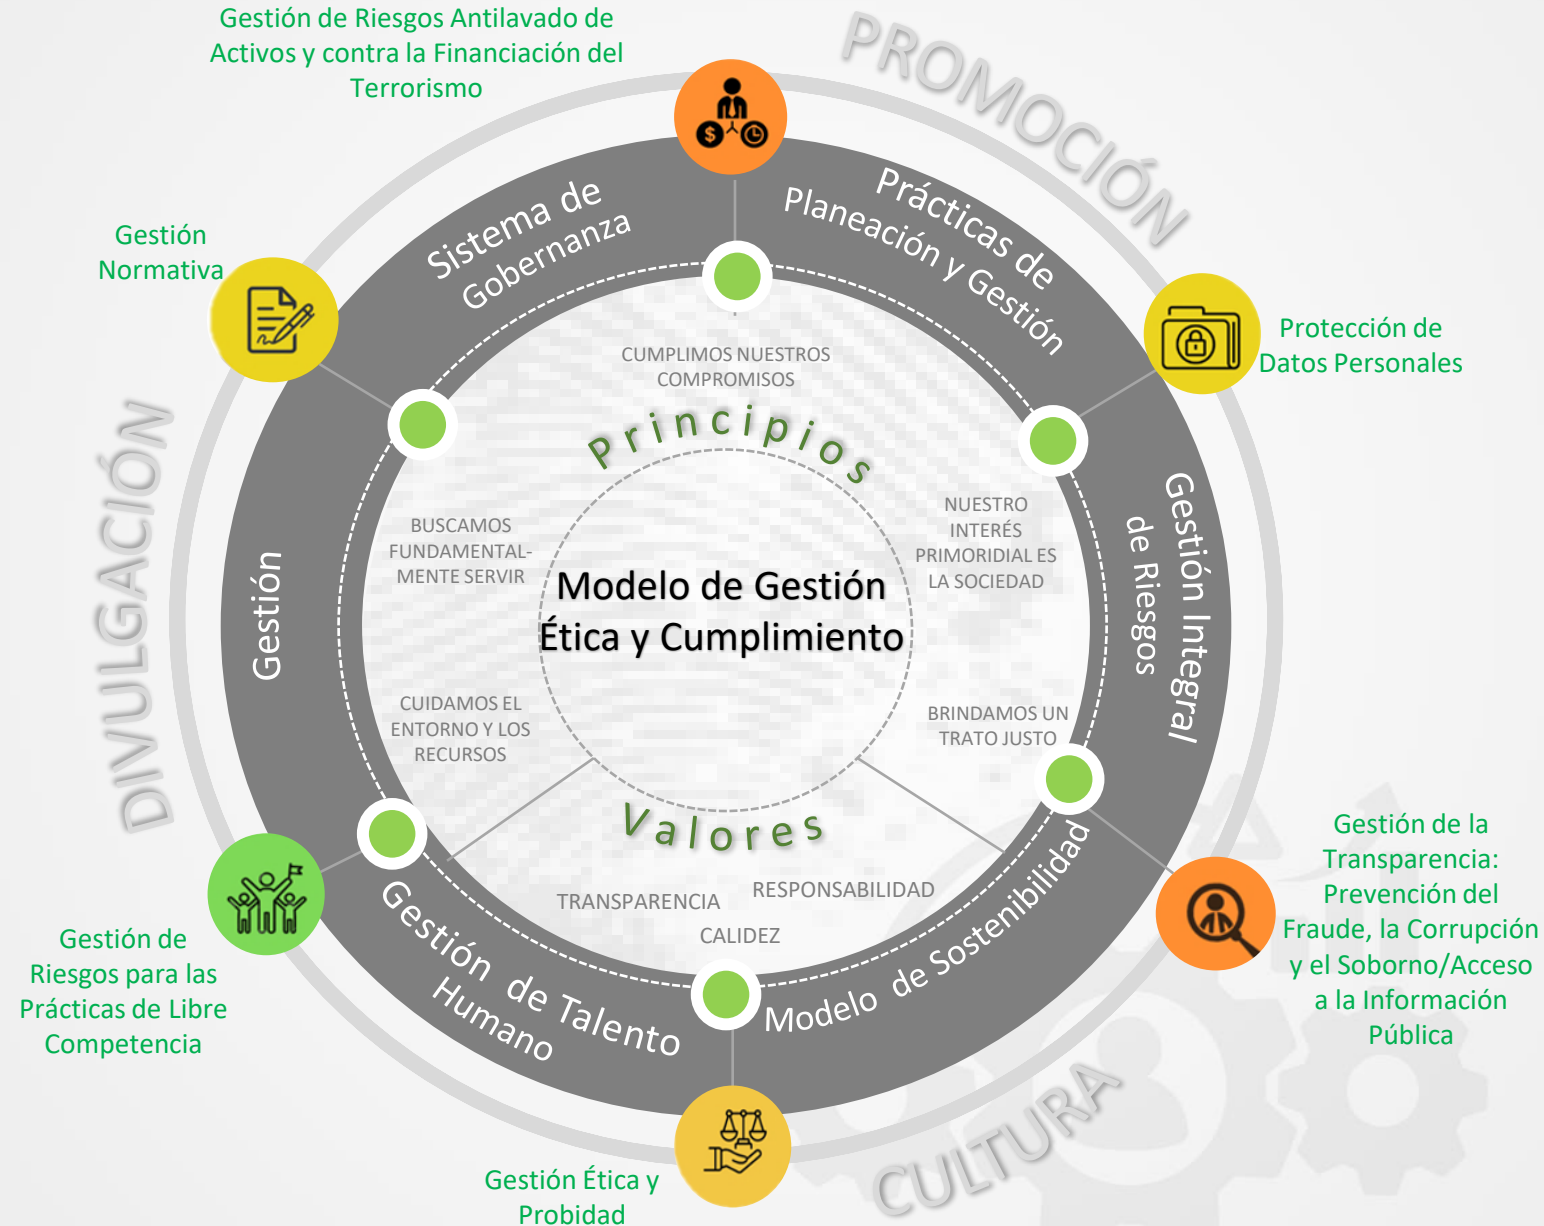 Gestión de Riesgos Antilavado de
Activos y contra la Financiación del
Terrorismo
PROMOCIÓN
Sistema de
Gobernanza
Prácticas de
Planeación y Gestión
Gestión
Normativa
Protección de
Datos Personales
CUMPLIMOS NUESTROS
COMPROMISOS
Principios
DIVULGACIÓN
BUSCAMOS
FUNDAMENTAL-
MENTE SERVIR
NUESTRO
INTERÉS
PRIMORIDIAL ES
LA SOCIEDAD
Gestión Integral
de Riesgos
Gestión
Modelo de Gestión
Ética y Cumplimiento
CUIDAMOS EL
ENTORNO Y LOS
RECURSOS
BRINDAMOS UN
TRATO JUSTO
Valores
TRANSPARENCIA
RESPONSABILIDAD
CALIDEZ
Gestión de Talento
Humano
Modelo de Sostenibilidad
Gestión de la
Transparencia:
Prevención del
Fraude, la Corrupción
y el Soborno/Acceso
a la Información
Pública
Gestión de
Riesgos para las
Prácticas de Libre
Competencia
CULTURA
Gestión Ética y
Probidad